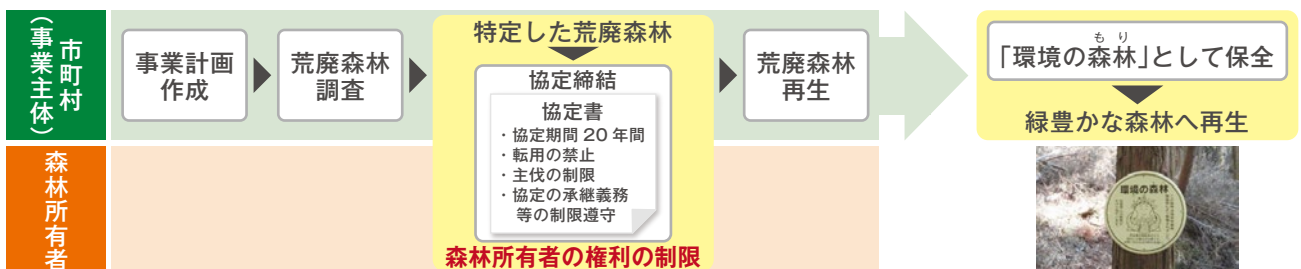 市町村
（事業主体）
事業計画
作成
荒廃森林
調査
特定した荒廃森林
協定締結
協定書
・協定期間 20 年間
・転用の禁止
・主伐の制限
・協定の承継義務
等の制限遵守
荒廃森林
再生
もり
「環境の森林」として保全
緑豊かな森林へ再生
森林所有者
森林所有者の権利の制限
環境の森林